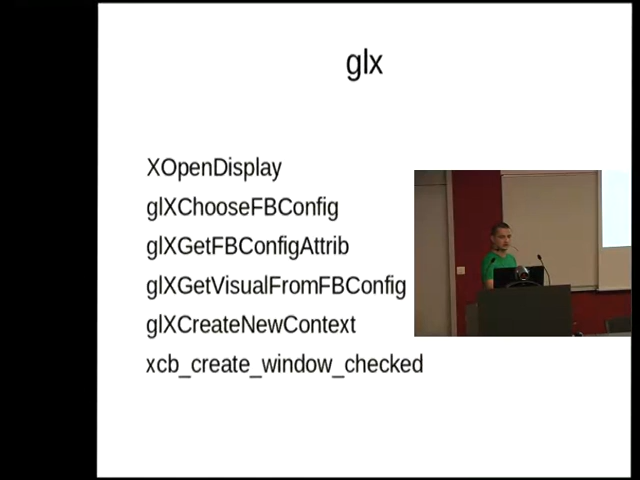 glx
XOpenDisplay
glXChooseFBConfig
glXGetFBConfigAttrib
glXGetVisualFromFBConfig
glXCreateNewContext
xcb_create_window_checked